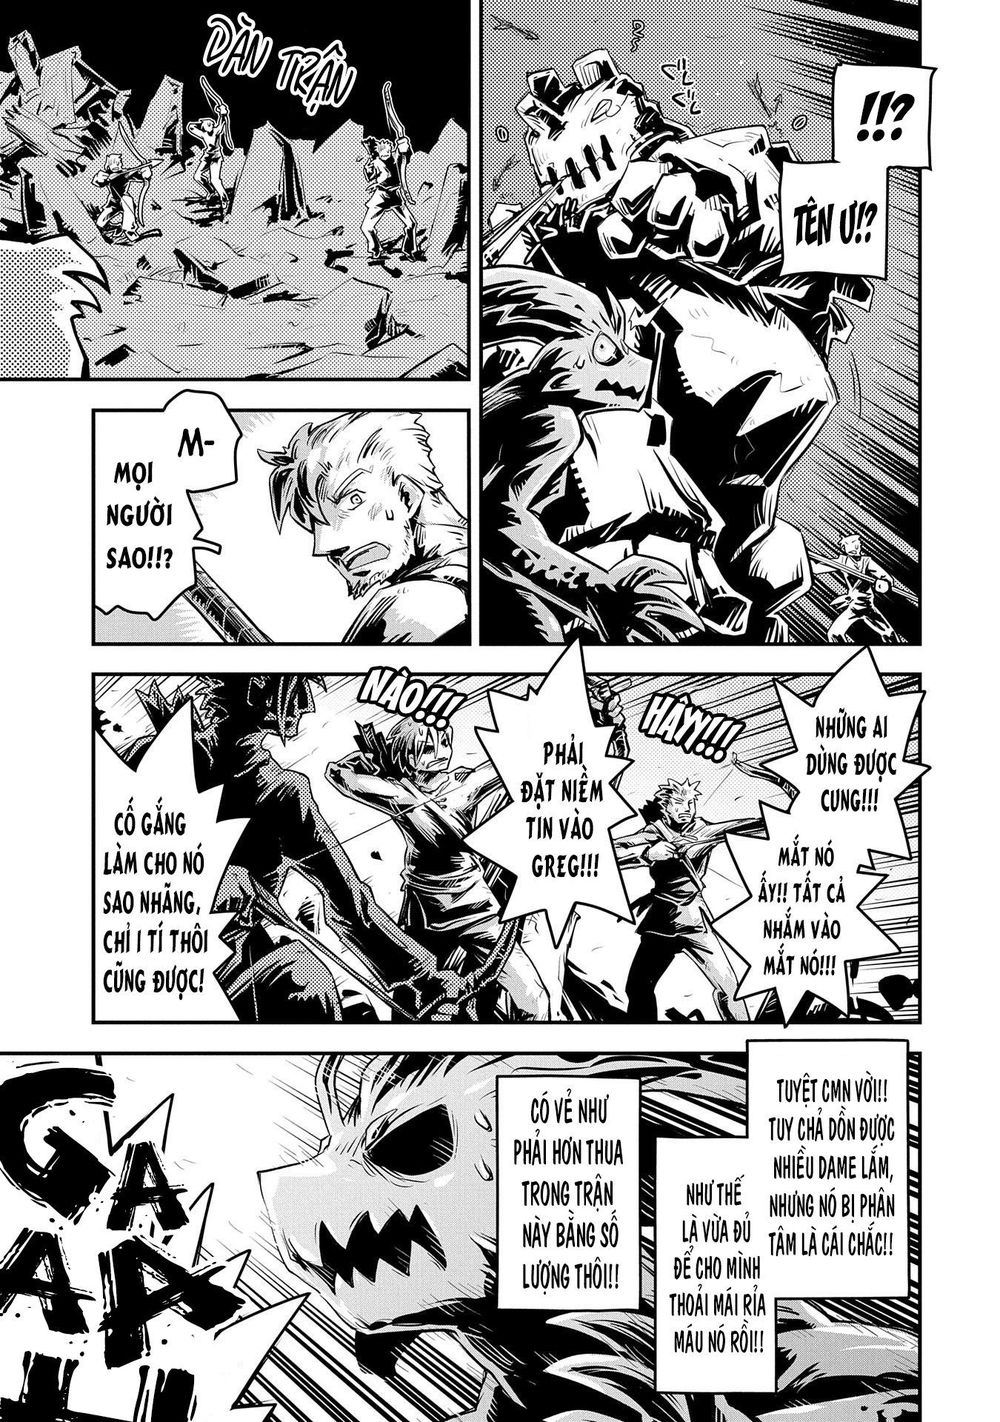 !!?
TÊN Ư!?
DÀN TRẬN
M-
MỌI
NGƯỜI
SAO!!?
NHỮNG AI
DÙNG ĐƯỢC
CUNG!!!
MẮT NÓ
ẤY!! TẤT CẢ
NHẮM VÀO
MẮT NÓ!!!
HÂYY!!!
PHẢI
ĐẶT NIỀM
TIN VÀO
GREG!!!
NÀO!!!
CỐ GẮNG
LÀM CHO NÓ
SAO NHÃNG,
CHỈ 1 TÍ THÔI
CŨNG ĐƯỢC!
TUYỆT CMN VỜI!!
TUY CHẢ DỒN ĐƯỢC
NHIỀU DAME LẮM,
NHƯNG NÓ BỊ PHÂN
TÂM LÀ CÁI CHẮC!!
NHƯ THẾ
LÀ VỪA ĐỦ
ĐỂ CHO MÌNH
THOẢI MÁI RỈA
MÁU NÓ RỒI!!
CÓ VẺ NHƯ
PHẢI HƠN THUA
TRONG TRẬN
NÀY BẰNG SỐ
LƯỢNG THÔI!!